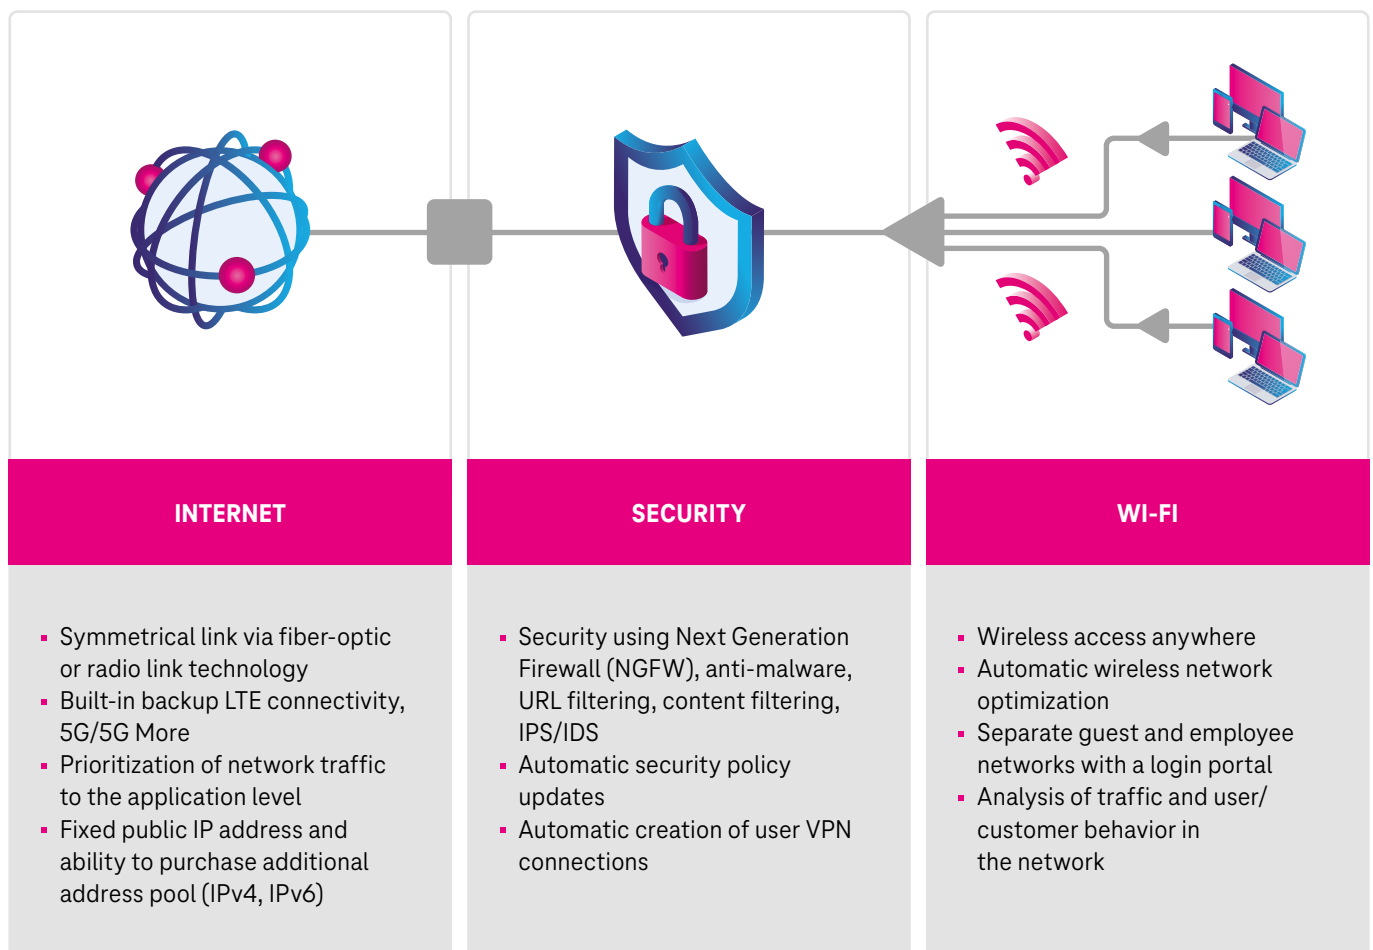 INTERNET
▪ Symmetrical link via fiber-optic
or radio link technology
▪ Built-in backup LTE connectivity,
5G/5G More
▪ Prioritization of network traffic
to the application level
▪ Fixed public IP address and
ability to purchase additional
address pool (IPv4, IPv6)
SECURITY
▪ Security using Next Generation
Firewall (NGFW), anti-malware,
URL filtering, content filtering,
IPS/IDS
▪ Automatic security policy
updates
▪ Automatic creation of user VPN
connections
WI-FI
▪ Wireless access anywhere
▪ Automatic wireless network
optimization
▪ Separate guest and employee
networks with a login portal
▪ Analysis of traffic and user/
customer behavior in
the network